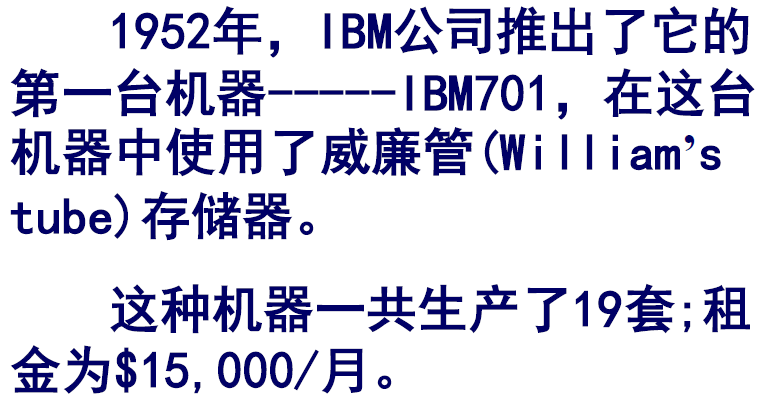 1952年，IBM公司推出了它的
第一台机器-----IBM701，在这台
机器中使用了威廉管(William’s
tube)存储器。
这种机器一共生产了19套;租
金为$15,000/月。